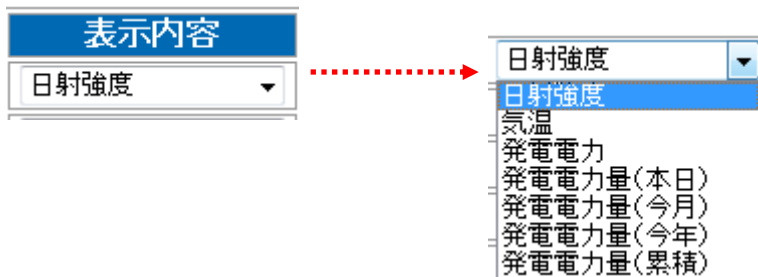 表示内容
日射強度
日射強度
日射強度
気温
発電電力
発電電力量(本日)
発電電力量(今月)
発電電力量(今年)
発電電力量(累積)